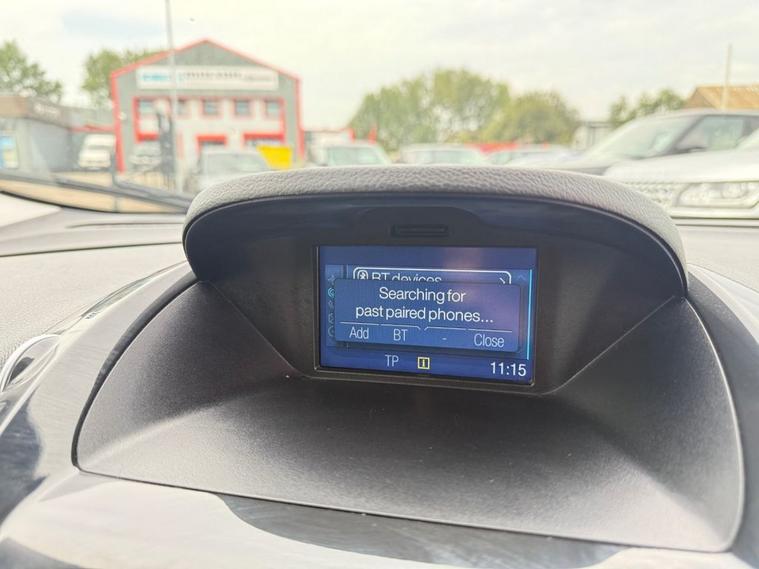 BT devices
Searching for
past paired phones...
Add BT - Close
TP i 11:15